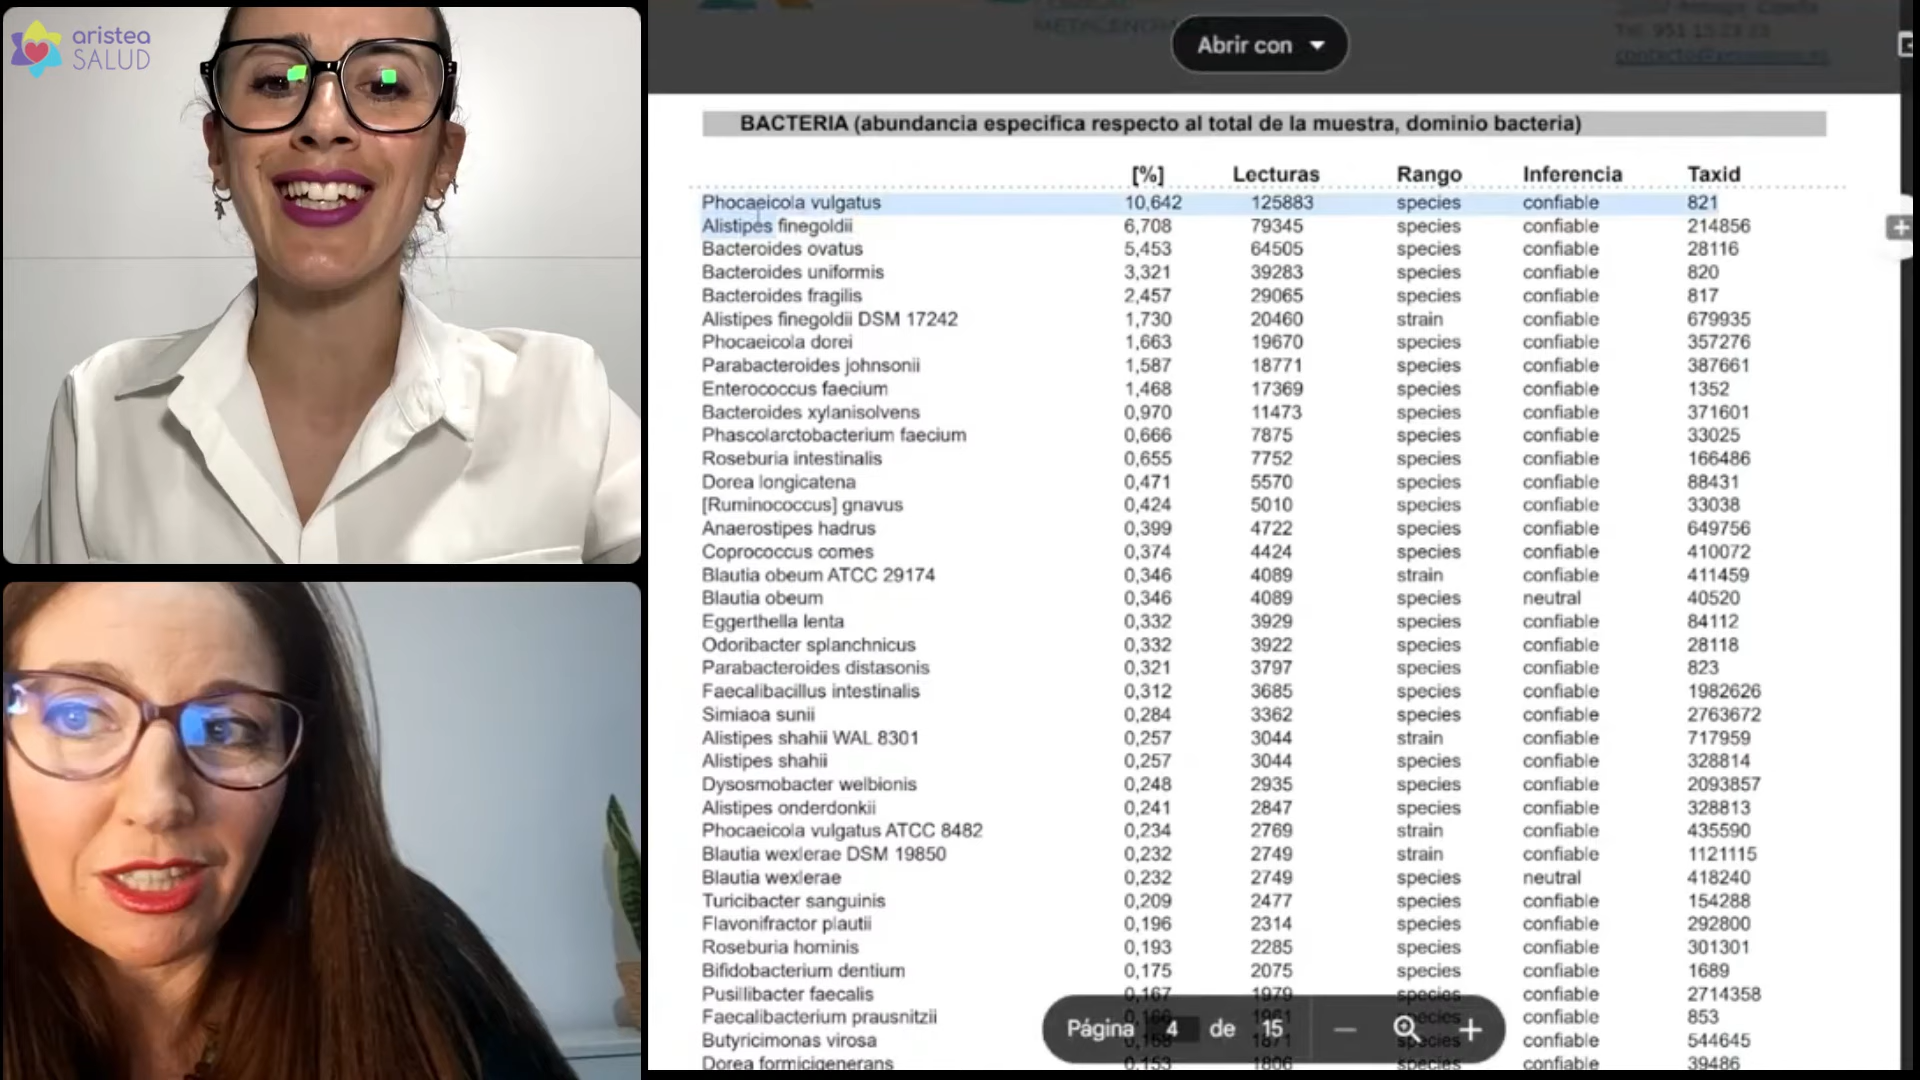 aristea
SALUD
Abrir con
Tel. 951
BACTERIA (abundancia especifica respecto al total de la muestra, dominio bacteria)
[%] Lecturas Rango Inferencia Taxid
Phocaeicola vulgatus 10,642 125883 species confiable 821
Alistipes finegoldii 6,708 79345 species confiable 214856
Bacteroides ovatus 5,453 64505 species confiable 28116
Bacteroides uniformis 3,321 39283 species confiable 820
Bacteroides fragilis 2,457 29065 species confiable 817
Alistipes finegoldii DSM 17242 1,730 20460 strain confiable 679935
Phocaeicola dorei 1,663 19670 species confiable 357276
Parabacteroides johnsonii 1,587 18771 species confiable 387661
Enterococcus faecium 1,468 17369 species confiable 1352
Bacteroides xylanisolvens 0,970 11473 species confiable 371601
Phascolarctobacterium faecium 0,666 7875 species confiable 33025
Roseburia intestinalis 0,655 7752 species confiable 166486
Dorea longicatena 0,471 5570 species confiable 88431
[Ruminococcus] gnavus 0,424 5010 species confiable 33038
Anaerostipes hadrus 0,399 4722 species confiable 649756
Coprococcus comes 0,374 4424 species confiable 410072
Blautia obeum ATCC 29174 0,346 4089 strain confiable 411459
Blautia obeum 0,346 4089 species neutral 40520
Eggerthella lenta 0,332 3929 species confiable 84112
Odoribacter splanchnicus 0,332 3922 species confiable 28118
Parabacteroides distasonis 0,321 3797 species confiable 823
Faecalibacillus intestinalis 0,312 3685 species confiable 1982626
Simiaoa sunii 0,284 3362 species confiable 2763672
Alistipes shahii WAL 8301 0,257 3044 strain confiable 717959
Alistipes shahii 0,257 3044 species confiable 328814
Dysosmobacter welbionis 0,248 2935 species confiable 2093857
Alistipes onderdonkii 0,241 2847 species confiable 328813
Phocaeicola vulgatus ATCC 8482 0,234 2769 strain confiable 435590
Blautia wexlerae DSM 19850 0,232 2749 strain confiable 1121115
Blautia wexlerae 0,232 2749 species neutral 418240
Turicibacter sanguinis 0,209 2477 species confiable 154288
Flavonifractor plautii 0,196 2314 species confiable 292800
Roseburia hominis 0,193 2285 species confiable 301301
Bifidobacterium dentium 0,175 2075 species confiable 1689
Pusillibacter faecalis 0,167 1979 species confiable 2714358
Faecalibacterium prausnitzii confiable 853
Butyricimonas virosa confiable 544645
Dorea formicigenerans 0,153 1806 species confiable 39486
Página 4 de 15